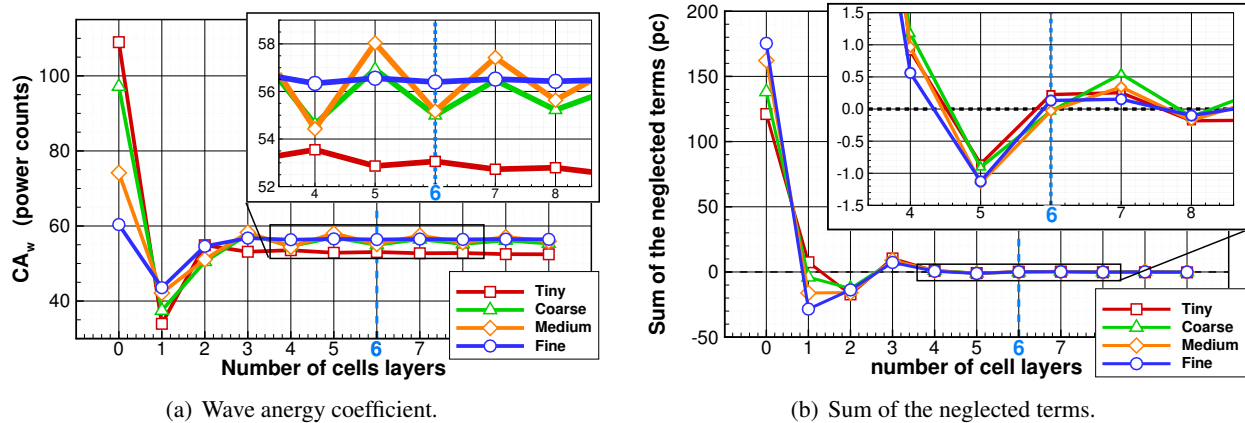 58
56
54
52
4
5
6
7
8
100
80
60
40
CA_w (power counts)
Tiny
Coarse
Medium
Fine
0 1 2 3 4 5 6 7
Number of cells layers
(a) Wave anergy coefficient.
1.5
1.0
0.5
0.0
-0.5
-1.0
-1.5
4 5 6 7 8
200
150
100
50
0
-50
Sum of the neglected terms (pc)
Tiny
Coarse
Medium
Fine
0 1 2 3 4 5 6 7
number of cell layers
(b) Sum of the neglected terms.